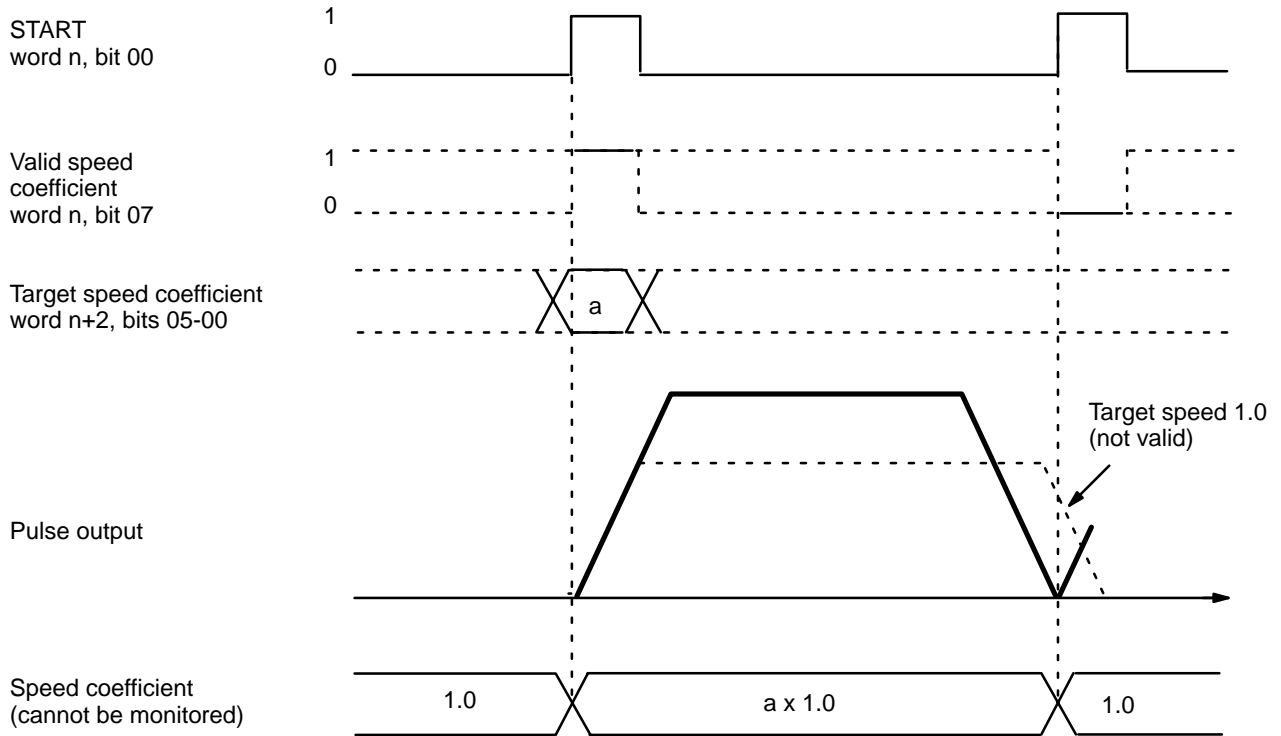 START
word n, bit 00
1
0
Valid speed
coefficient
word n, bit 07
1
0
Target speed coefficient
word n+2, bits 05-00
a
Target speed 1.0
(not valid)
Pulse output
Speed coefficient
(cannot be monitored)
1.0
a x 1.0
1.0